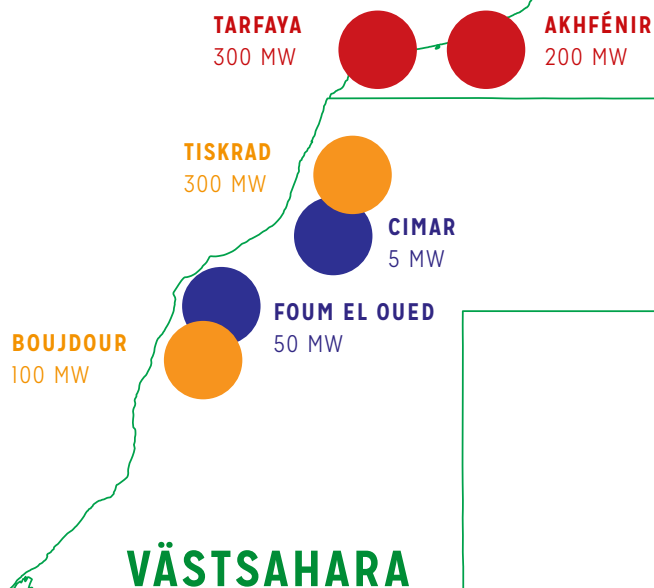 TARFAYA
300 MW
AKHFÉNIR
200 MW
TISKRAD
300 MW
CIMAR
5 MW
FOUM EL OUED
50 MW
BOUJDOUR
100 MW
VÄSTSAHARA